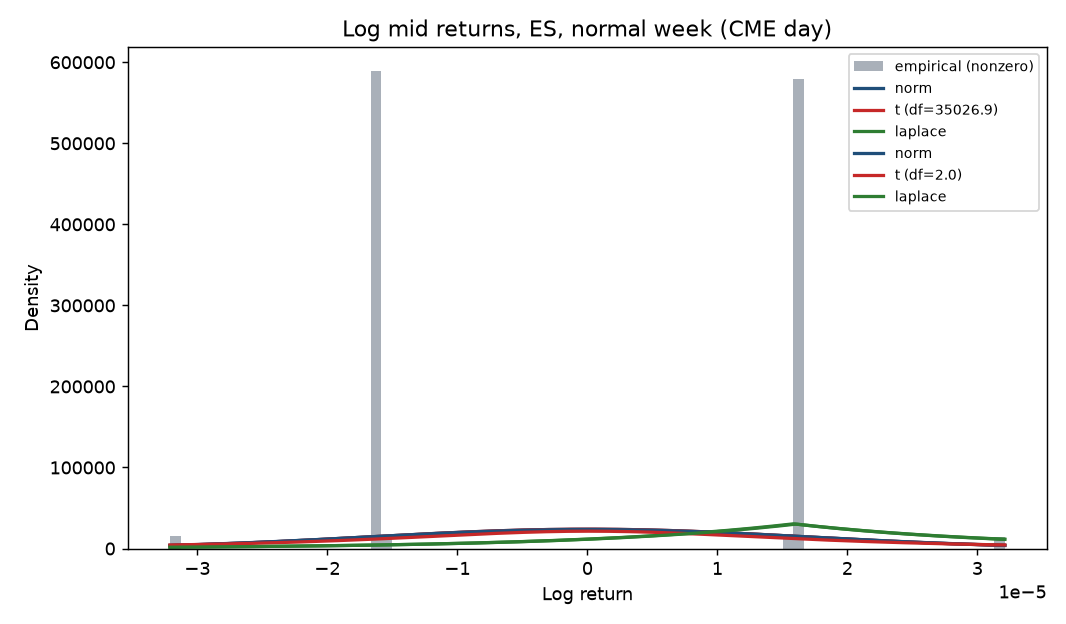 Log mid returns, ES, normal week (CME day)
600000
500000
400000
300000
200000
100000
0
Density
empirical (nonzero)
norm
t (df=35026.9)
laplace
norm
t (df=2.0)
laplace
−3 −2 −1 0 1 2 3
1e−5
Log return